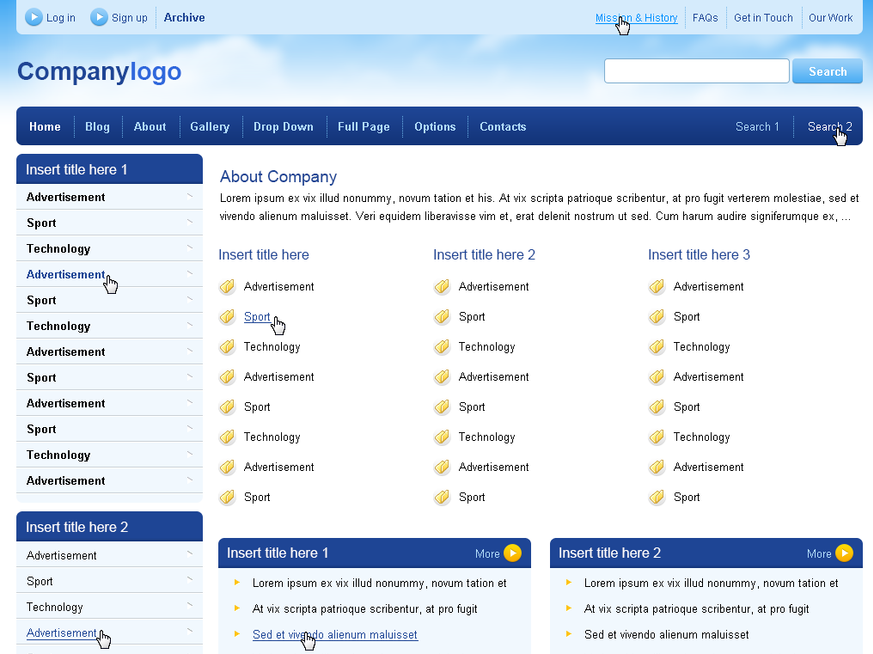 Log in
Sign up
Archive
Mission & History
FAQs
Get in Touch
Our Work
Companylogo
Search
Home
Blog
About
Gallery
Drop Down
Full Page
Options
Contacts
Search 1
Search 2
Insert title here 1
Advertisement
Sport
Technology
Advertisement
Sport
Technology
Advertisement
Sport
Advertisement
Sport
Technology
Advertisement
Insert title here 2
Advertisement
Sport
Technology
Advertisement
About Company
Lorem ipsum ex vix illud nonummy, novum tation et his. At vix scripta patrioque scribentur, at pro fugit verterem molestiae, sed et
vivendo alienum maluisset. Veri equidem liberavisse vim et, erat delenit nostrum ut sed. Cum harum audire signiferumque ex, ...
Insert title here
Advertisement
Sport
Technology
Advertisement
Sport
Technology
Advertisement
Sport
Insert title here 2
Advertisement
Sport
Technology
Advertisement
Sport
Technology
Advertisement
Sport
Insert title here 3
Advertisement
Sport
Technology
Advertisement
Sport
Technology
Advertisement
Sport
Insert title here 1
More
Lorem ipsum ex vix illud nonummy, novum tation et
At vix scripta patrioque scribentur, at pro fugit
Sed et vivendo alienum maluisset
Insert title here 2
More
Lorem ipsum ex vix illud nonummy, novum tation et
At vix scripta patrioque scribentur, at pro fugit
Sed et vivendo alienum maluisset